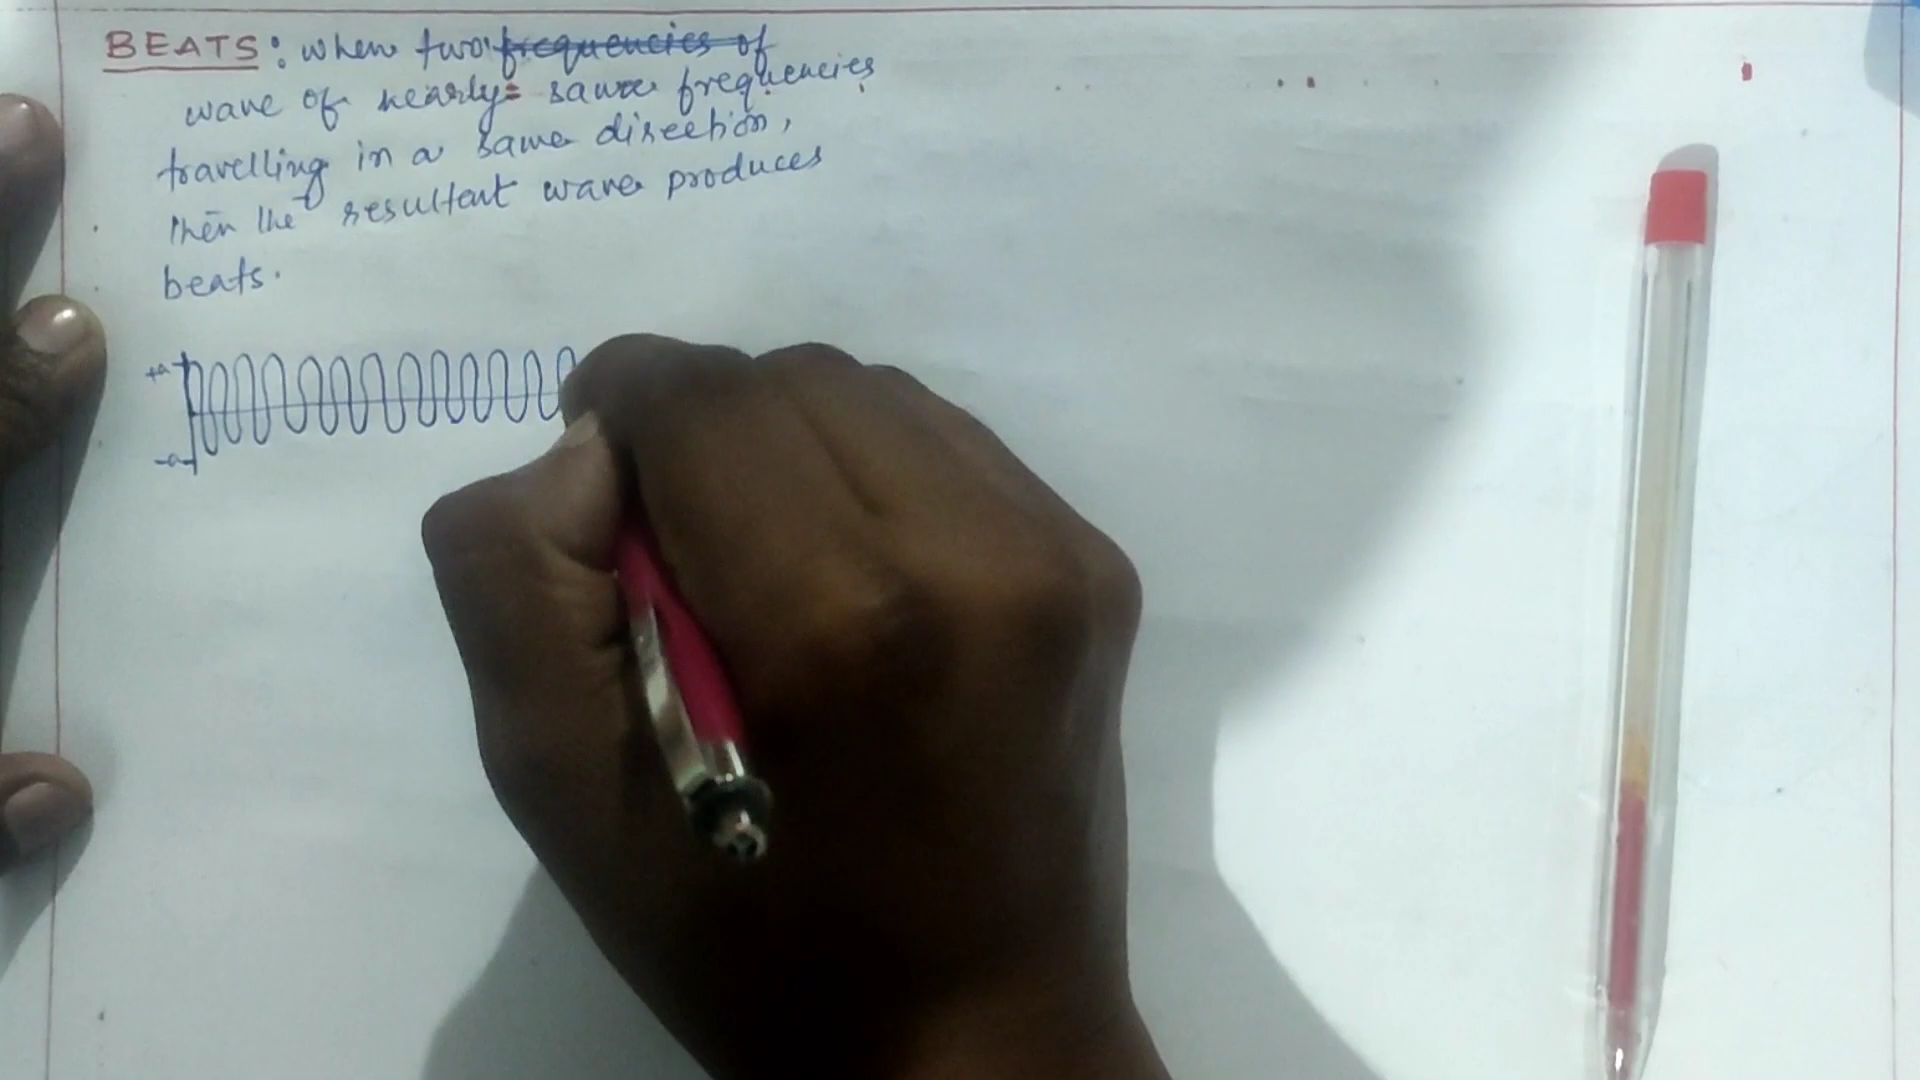 BEATS: when two frequencies of
wave of nearly= same frequencies
travelling in a same direction,
then the resultant wave produces
beats.
+a
-a